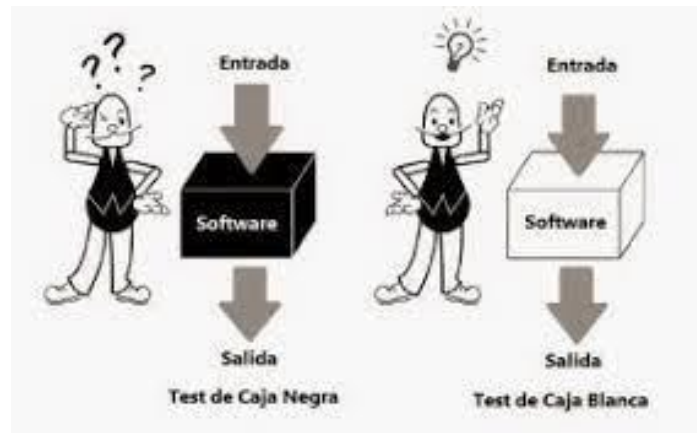 ? ? ?
Entrada
Software
Salida
Test de Caja Negra
Entrada
Software
Salida
Test de Caja Blanca